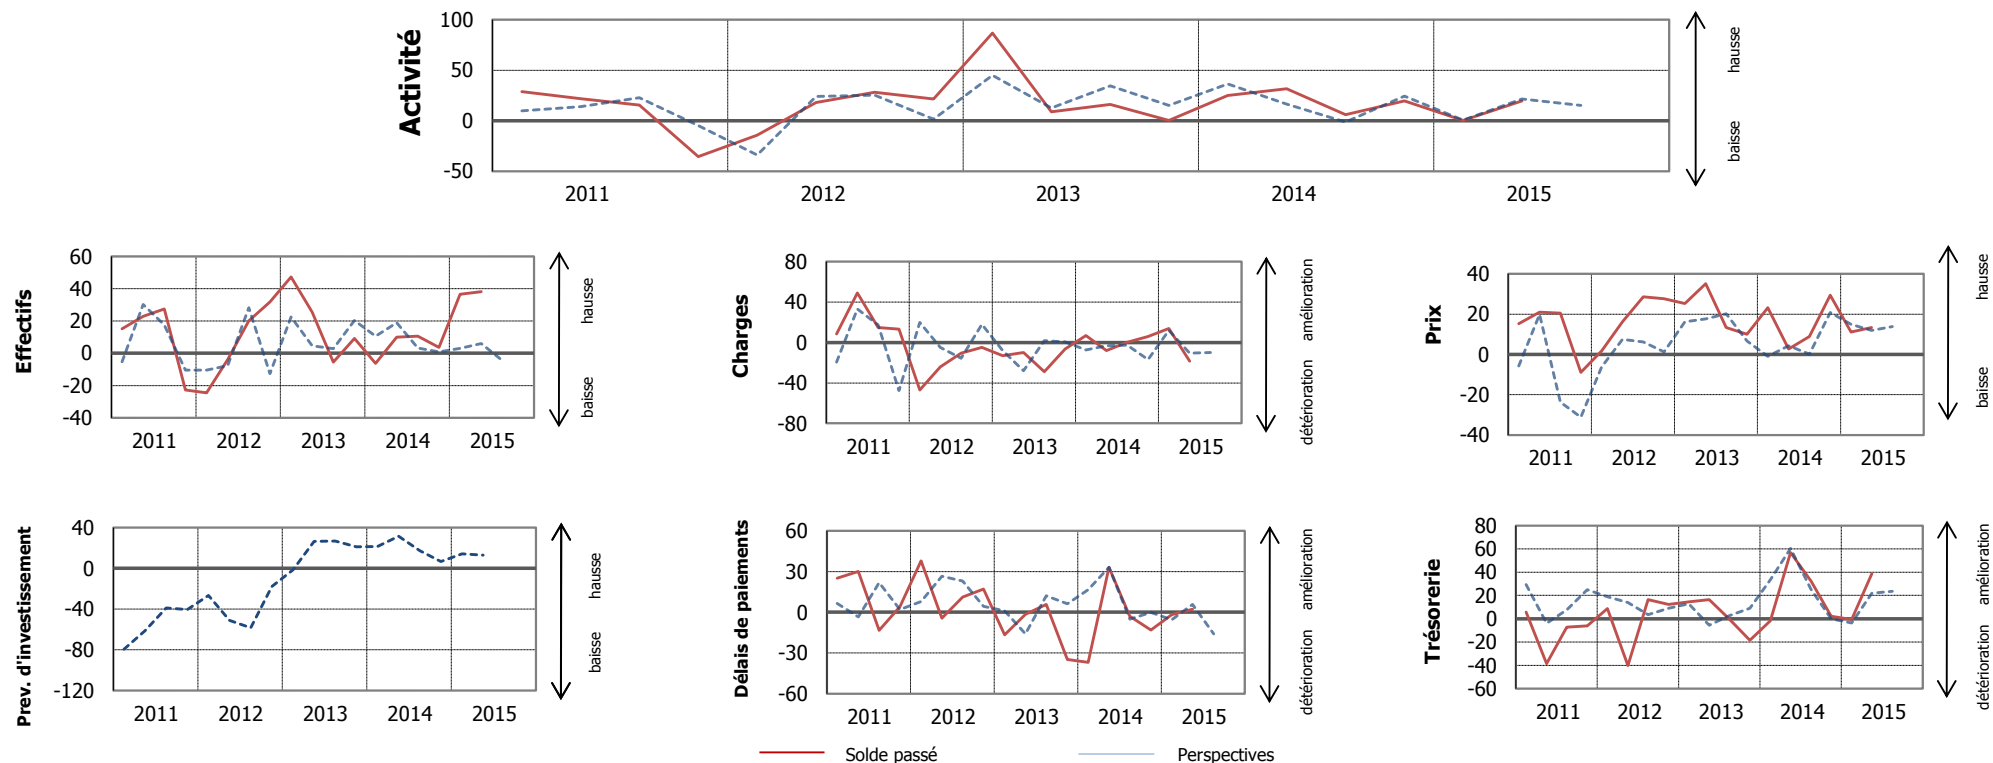 Activité
100
50
0
-50
2011 2012 2013 2014 2015
hausse
baisse
Effectifs
60
40
20
0
-20
-40
2011 2012 2013 2014 2015
hausse
baisse
Charges
80
40
0
-40
-80
2011 2012 2013 2014 2015
amélioration
détérioration
Prix
40
20
0
-20
-40
2011 2012 2013 2014 2015
hausse
baisse
Prev. d'investissement
40
0
-40
-80
-120
2011 2012 2013 2014 2015
hausse
baisse
Délais de paiements
60
30
0
-30
-60
2011 2012 2013 2014 2015
amélioration
détérioration
Trésorerie
80
60
40
20
0
-20
-40
-60
2011 2012 2013 2014 2015
amélioration
détérioration
Solde passé Perspectives